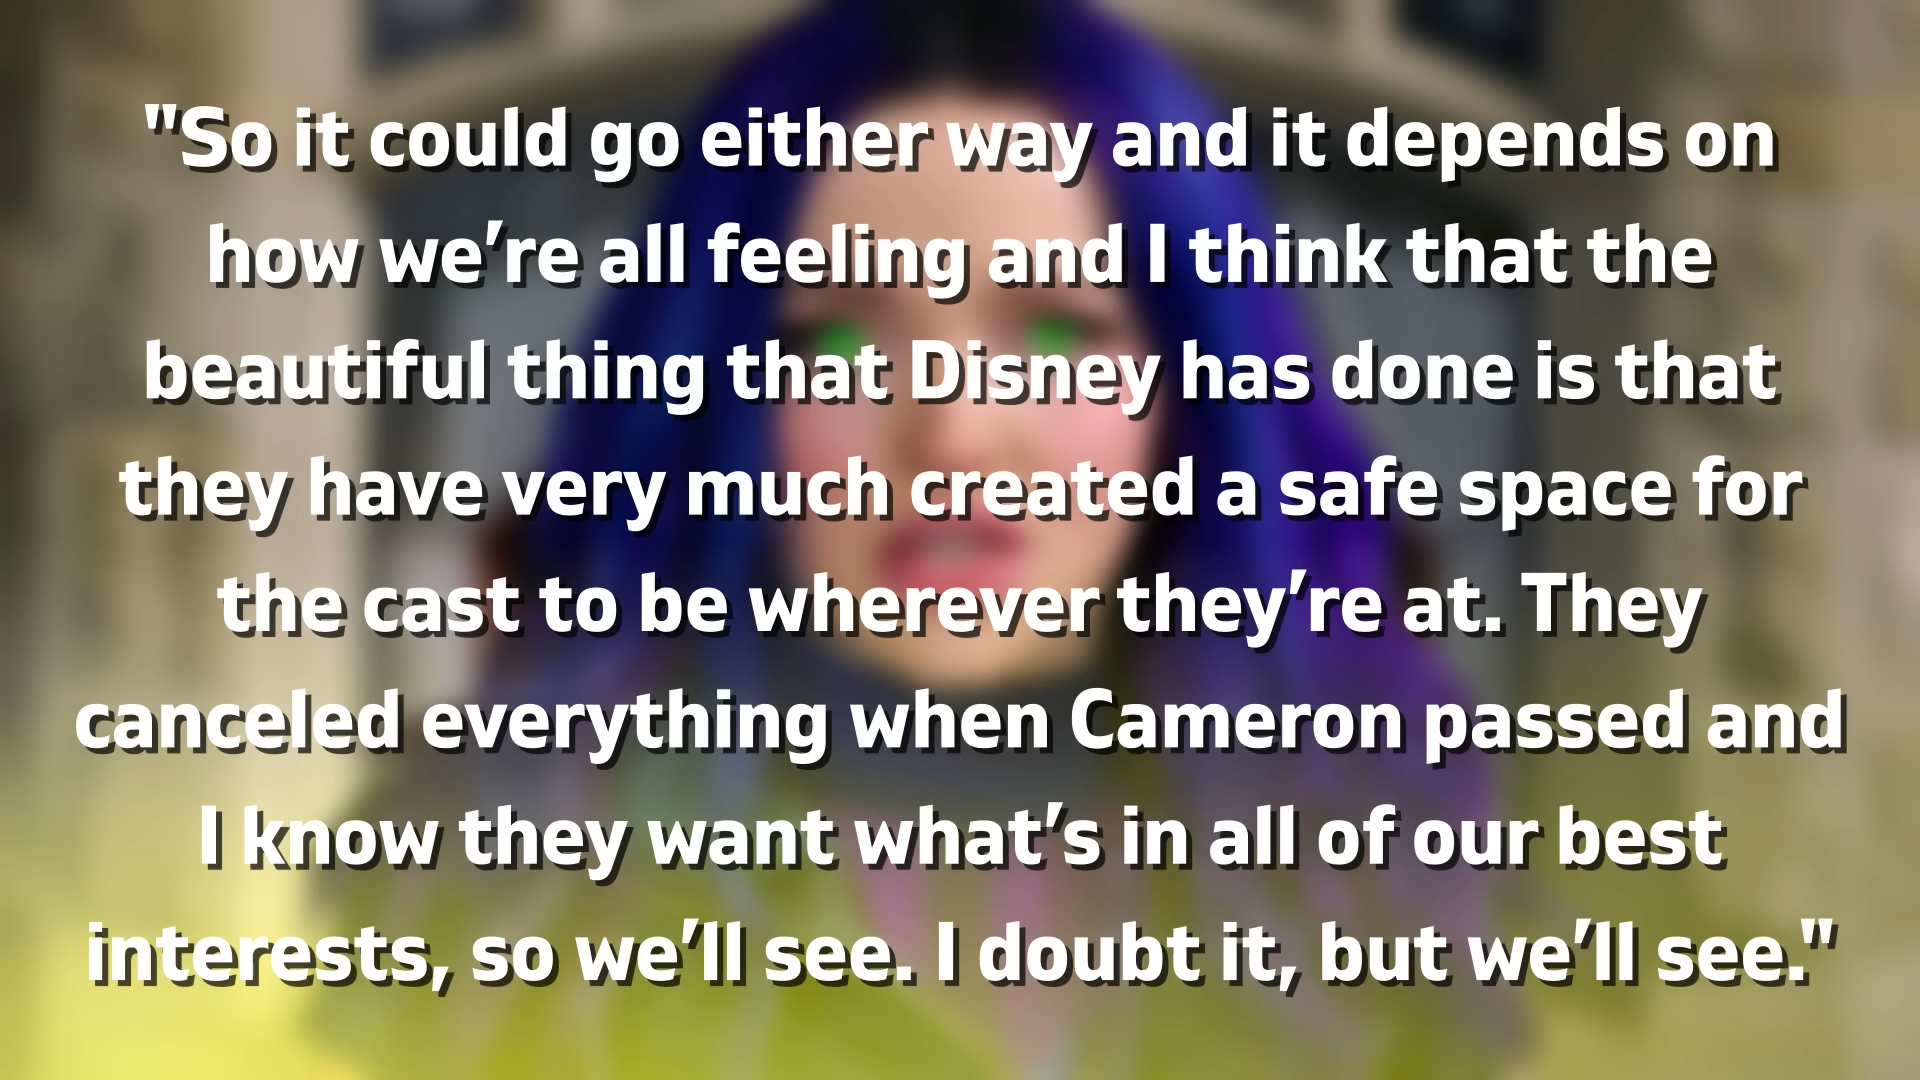 "So it could go either way and it depends on
how we’re all feeling and I think that the
beautiful thing that Disney has done is that
they have very much created a safe space for
the cast to be wherever they’re at. They
canceled everything when Cameron passed and
I know they want what’s in all of our best
interests, so we’ll see. I doubt it, but we’ll see."